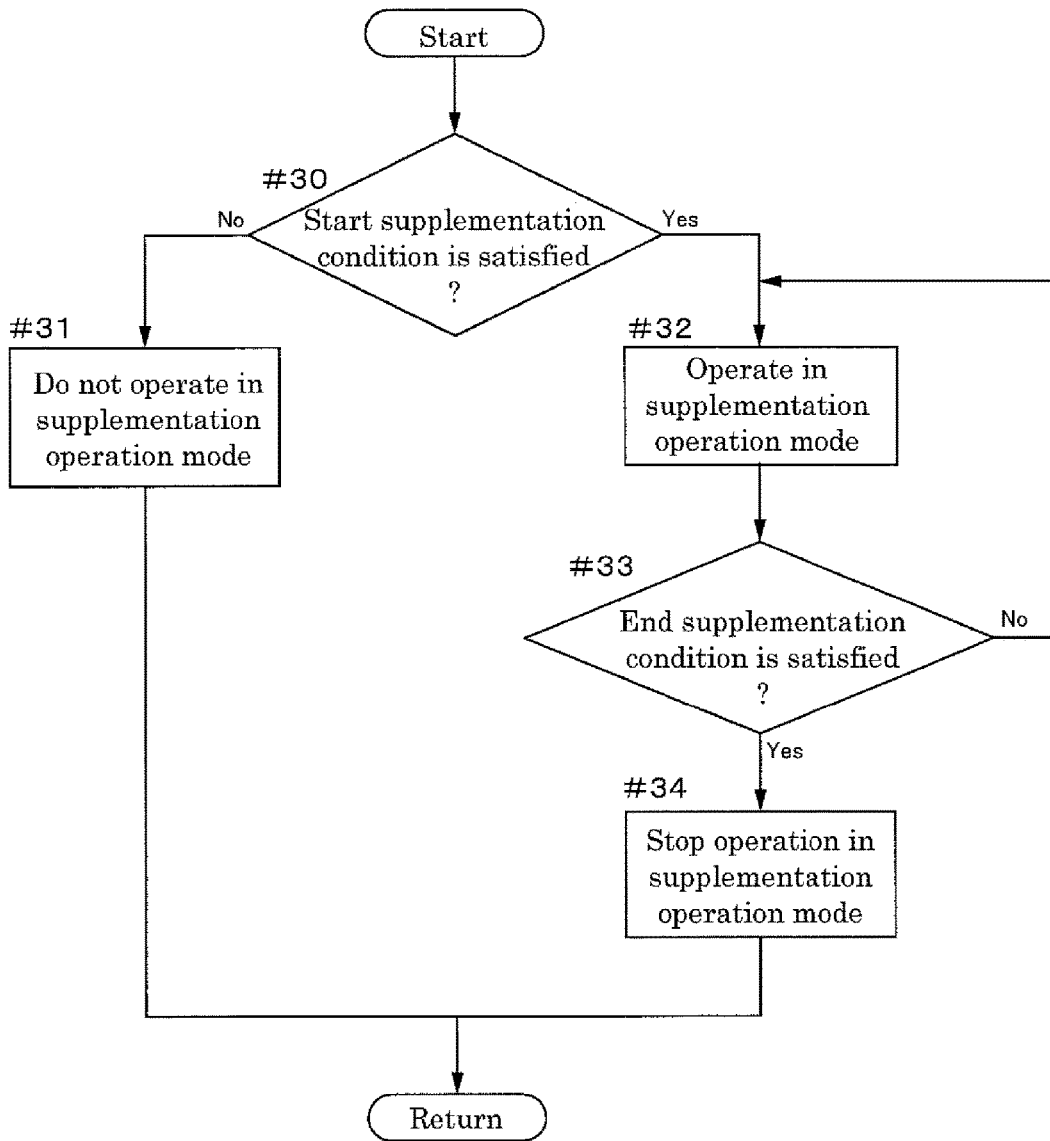 Start
#30
Start supplementation
condition is satisfied
?
No
Yes
#31
Do not operate in
supplementation
operation mode
#32
Operate in
supplementation
operation mode
#33
End supplementation
condition is satisfied
?
No
Yes
#34
Stop operation in
supplementation
operation mode
Return